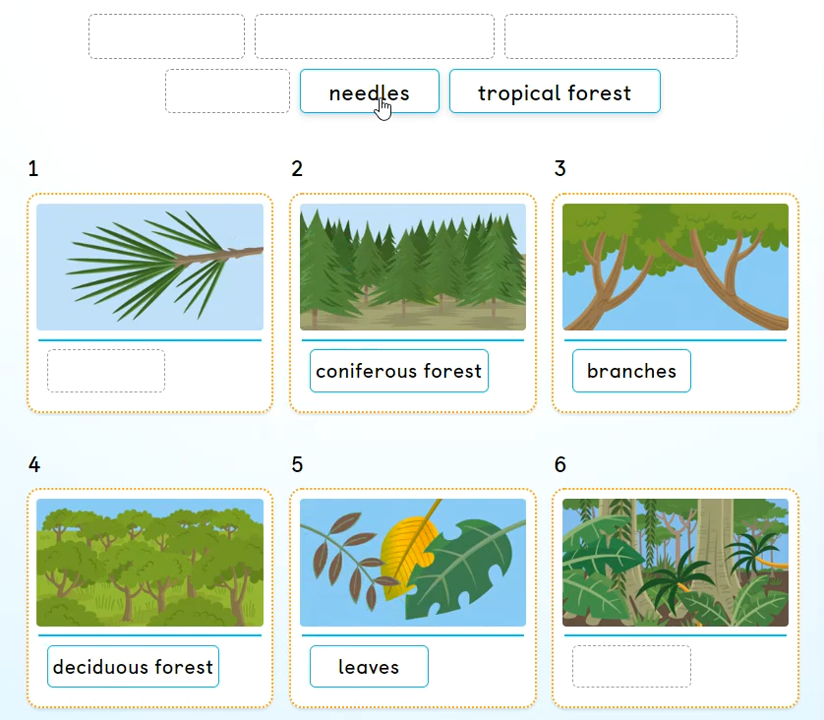 needles tropical forest
1 2 3
coniferous forest branches
4 5 6
deciduous forest leaves